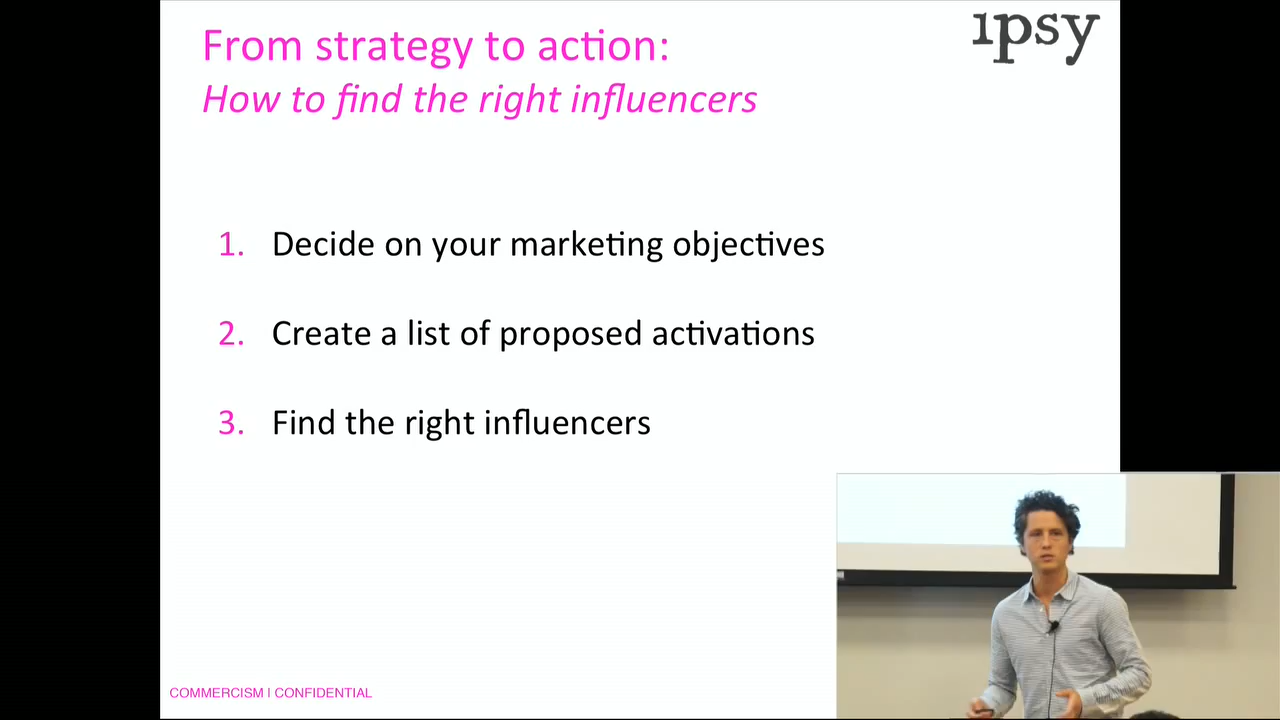 From strategy to action:
ipsy
How to find the right influencers
1. Decide on your marketing objectives
2. Create a list of proposed activations
3. Find the right influencers
COMMERCISM | CONFIDENTIAL